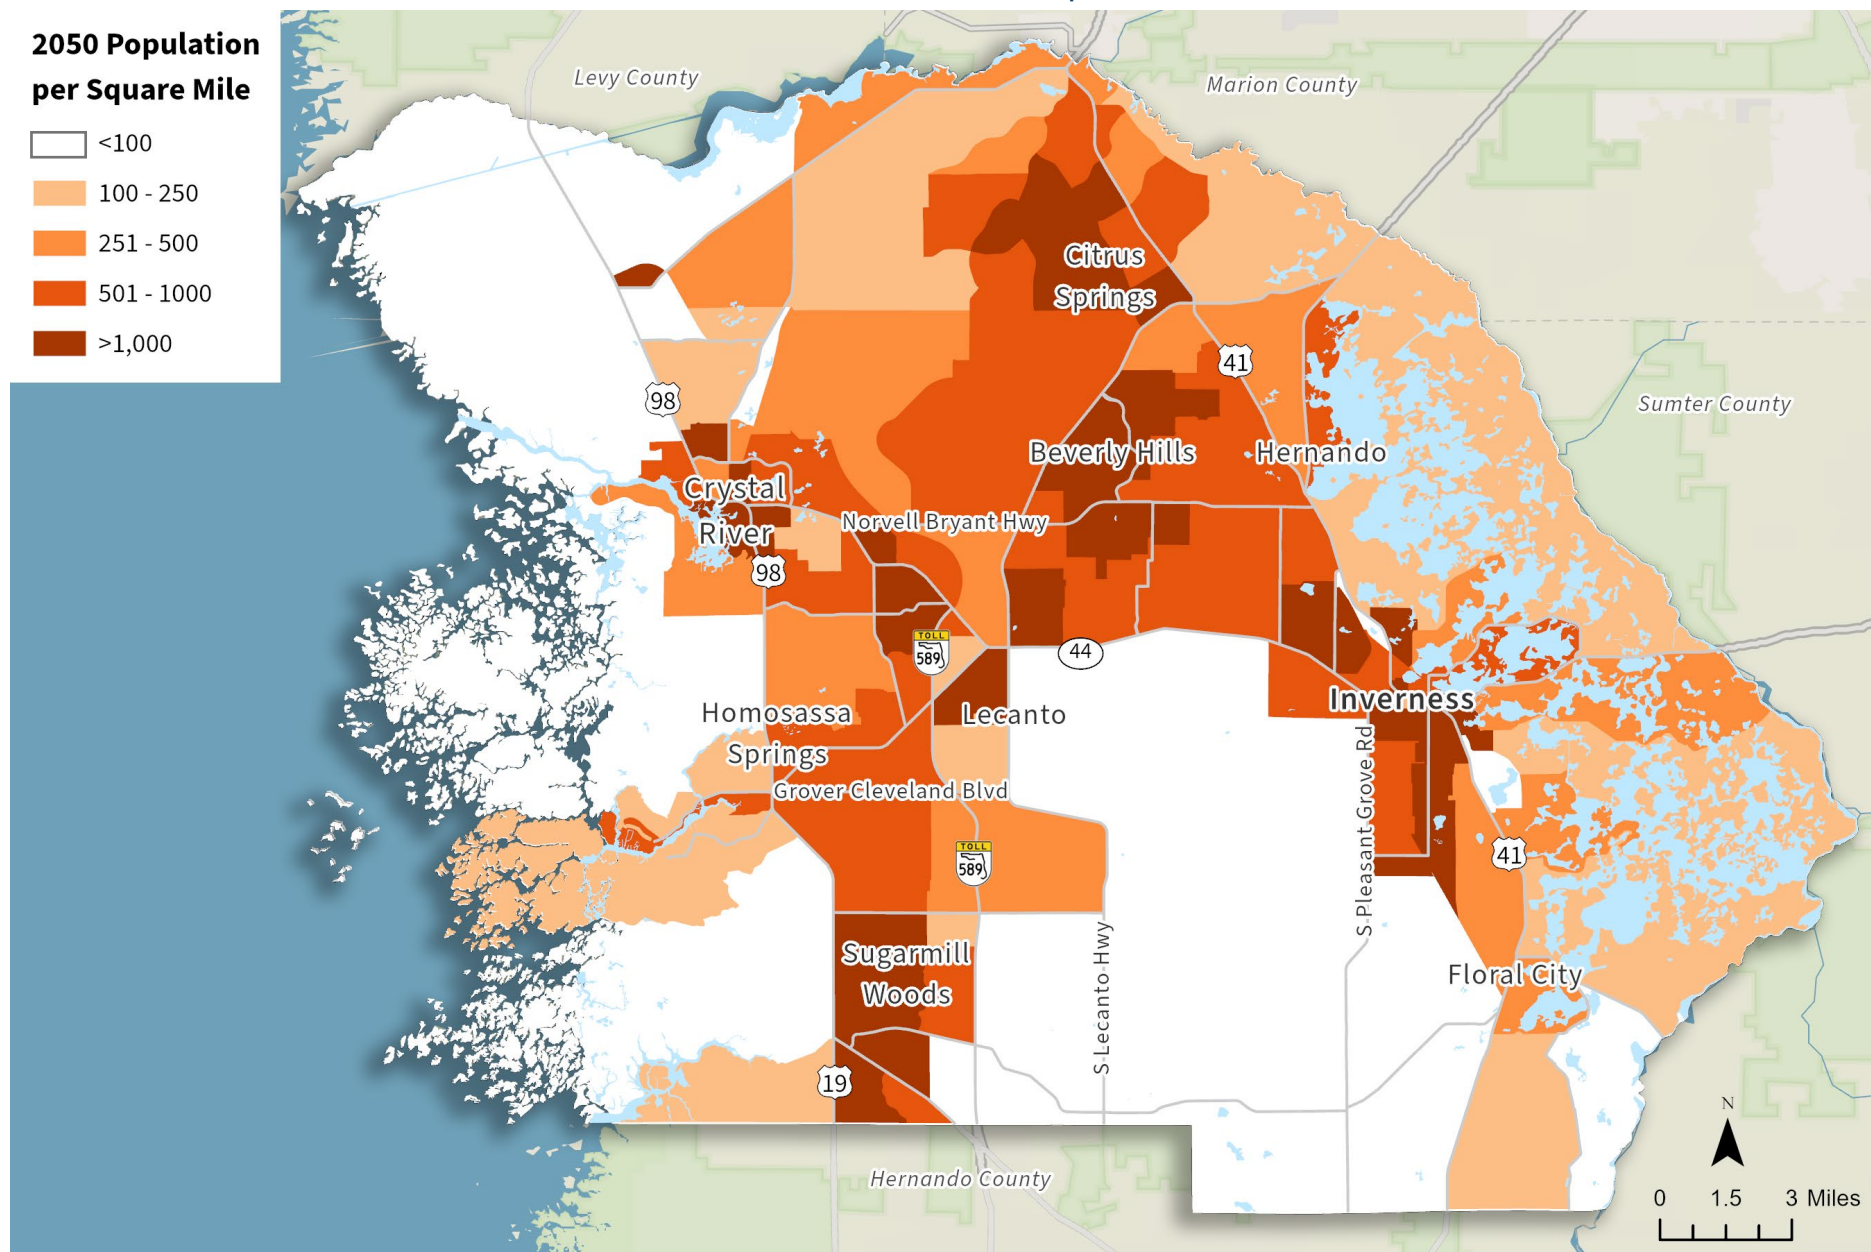 2050 Population
per Square Mile
<100
100 - 250
251 - 500
501 - 1000
>1,000
Levy County
Marion County
Citrus
Springs
41
98
Sumter County
Beverly Hills
Hernando
Crystal
River
Norvell Bryant Hwy
98
TOLL
589
44
Inverness
Homosassa
Springs
Lecanto
Grover Cleveland Blvd
S Pleasant Grove Rd
TOLL
589
41
Sugarmill
Woods
Floral City
S Lecanto Hwy
19
Hernando County
N
0 1.5 3 Miles